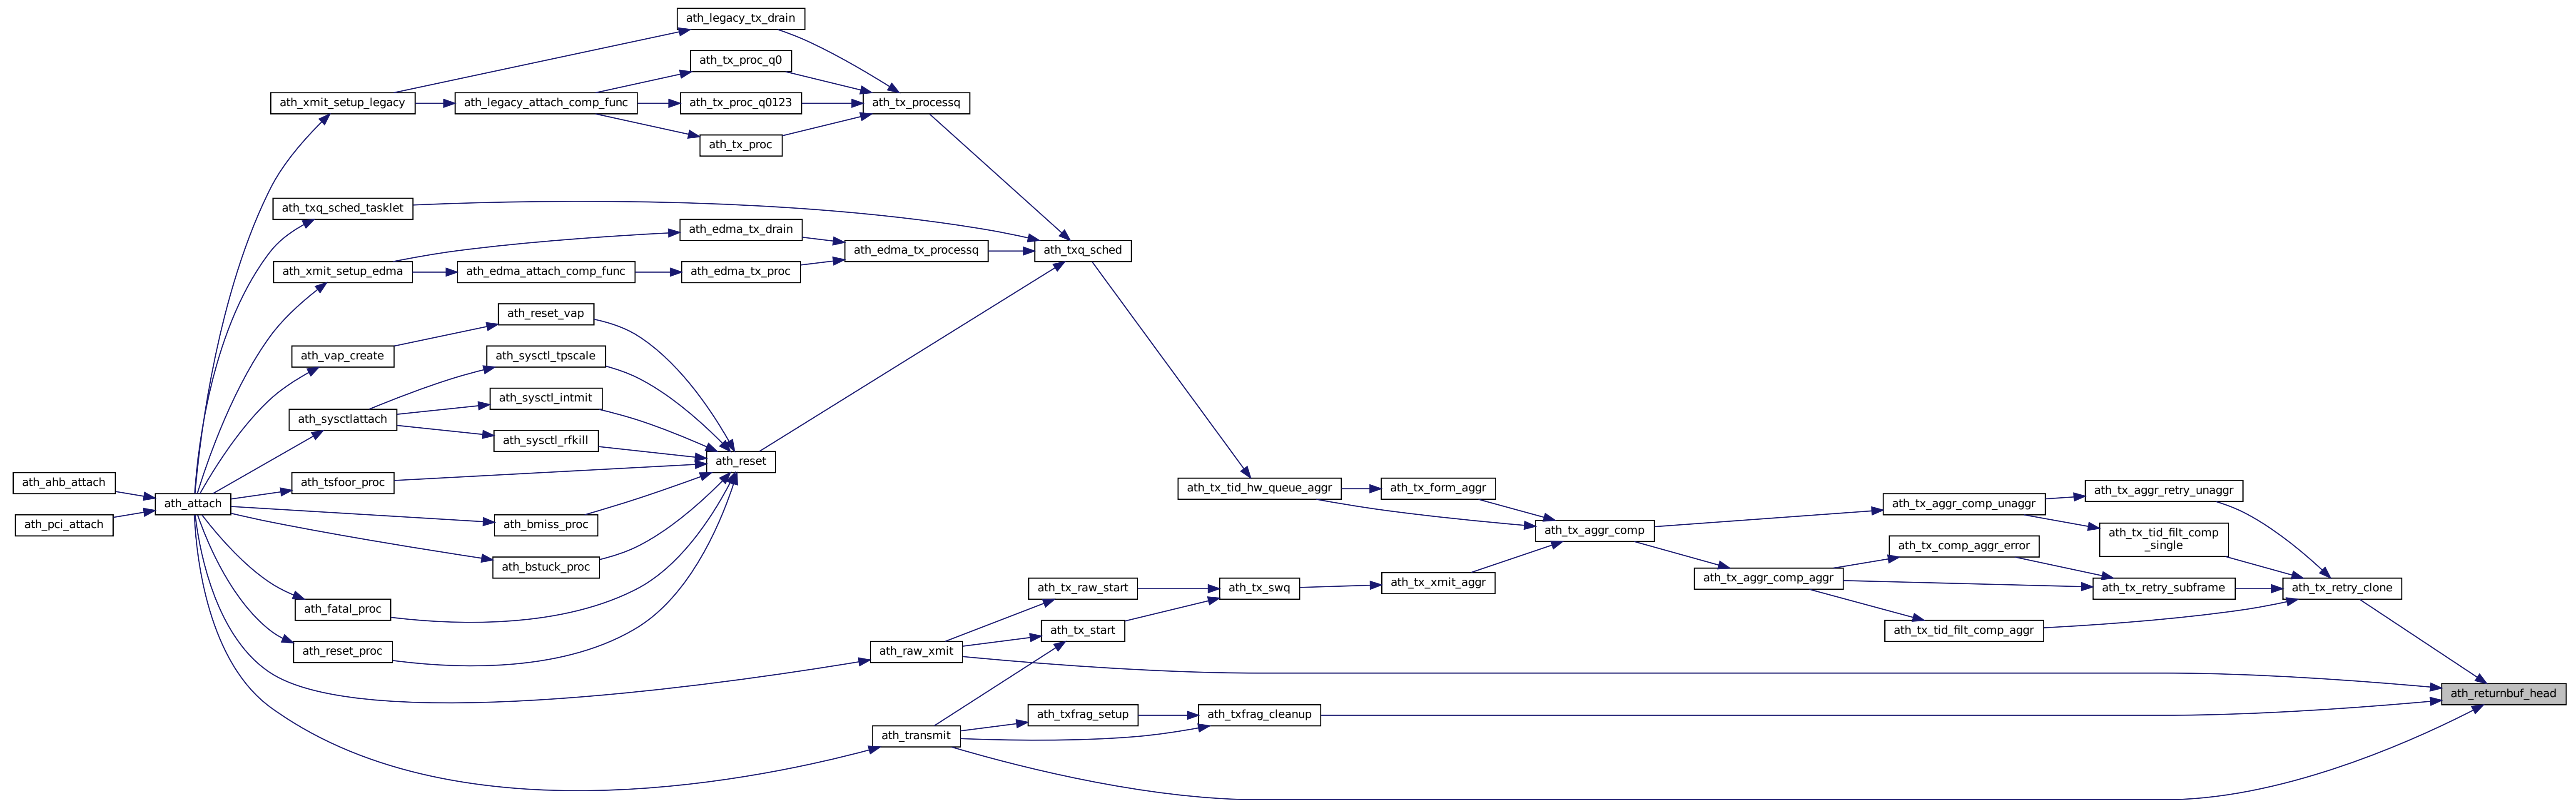 ath_legacy_tx_drain
ath_tx_proc_q0
ath_xmit_setup_legacy
ath_legacy_attach_comp_func
ath_tx_proc_q0123
ath_tx_processq
ath_tx_proc
ath_txq_sched_tasklet
ath_edma_tx_drain
ath_edma_tx_processq
ath_txq_sched
ath_xmit_setup_edma
ath_edma_attach_comp_func
ath_edma_tx_proc
ath_reset_vap
ath_vap_create
ath_sysctl_tpscale
ath_sysctl_intmit
ath_sysctlattach
ath_sysctl_rfkill
ath_reset
ath_ahb_attach
ath_tsfoor_proc
ath_tx_tid_hw_queue_aggr
ath_tx_form_aggr
ath_tx_aggr_retry_unaggr
ath_attach
ath_tx_aggr_comp_unaggr
ath_pci_attach
ath_bmiss_proc
ath_tx_aggr_comp
ath_tx_tid_filt_comp
_single
ath_tx_comp_aggr_error
ath_bstuck_proc
ath_tx_aggr_comp_aggr
ath_tx_xmit_aggr
ath_tx_raw_start
ath_tx_swq
ath_tx_retry_subframe
ath_tx_retry_clone
ath_fatal_proc
ath_tx_start
ath_tx_tid_filt_comp_aggr
ath_reset_proc
ath_raw_xmit
ath_returnbuf_head
ath_txfrag_setup
ath_txfrag_cleanup
ath_transmit